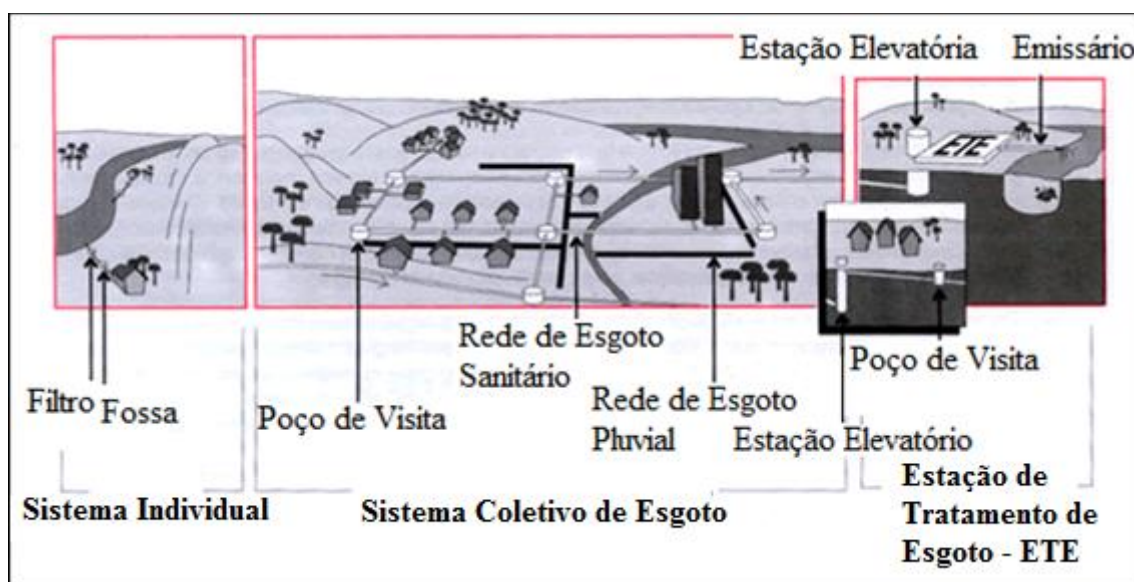 Estação Elevatória
Emissário
ETE
Rede de Esgoto
Sanitário
Poço de Visita
Filtro
Fossa
Poço de Visita
Rede de Esgoto
Pluvial
Estação Elevatório
Sistema Individual
Sistema Coletivo de Esgoto
Estação de
Tratamento de
Esgoto - ETE